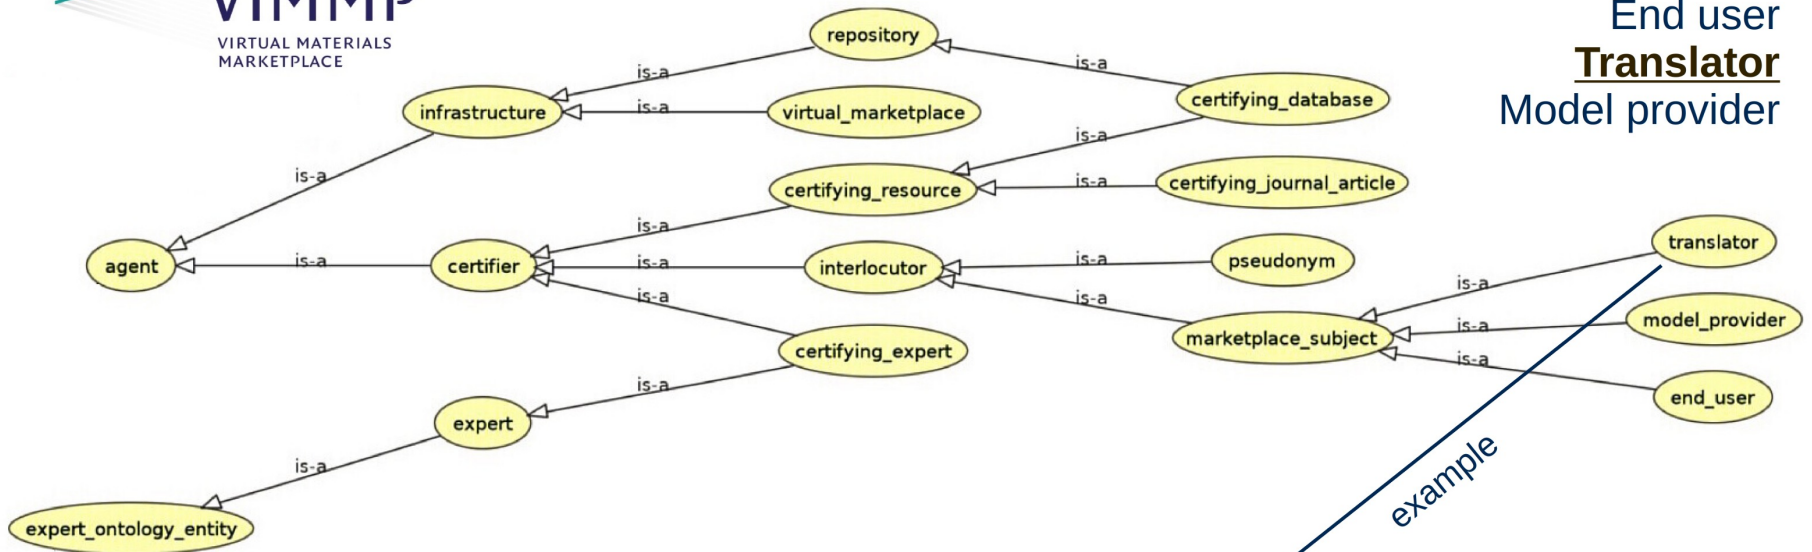 VIMMP
VIRTUAL MATERIALS
MARKETPLACE
End user
Translator
Model provider
repository
is-a
is-a
infrastructure
is-a
virtual_marketplace
certifying_database
is-a
is-a
certifying_resource
is-a
certifying_journal_article
is-a
agent
is-a
certifier
is-a
interlocutor
is-a
pseudonym
translator
is-a
is-a
is-a
marketplace_subject
is-a
model_provider
certifying_expert
is-a
is-a
end_user
expert
is-a
example
expert_ontology_entity